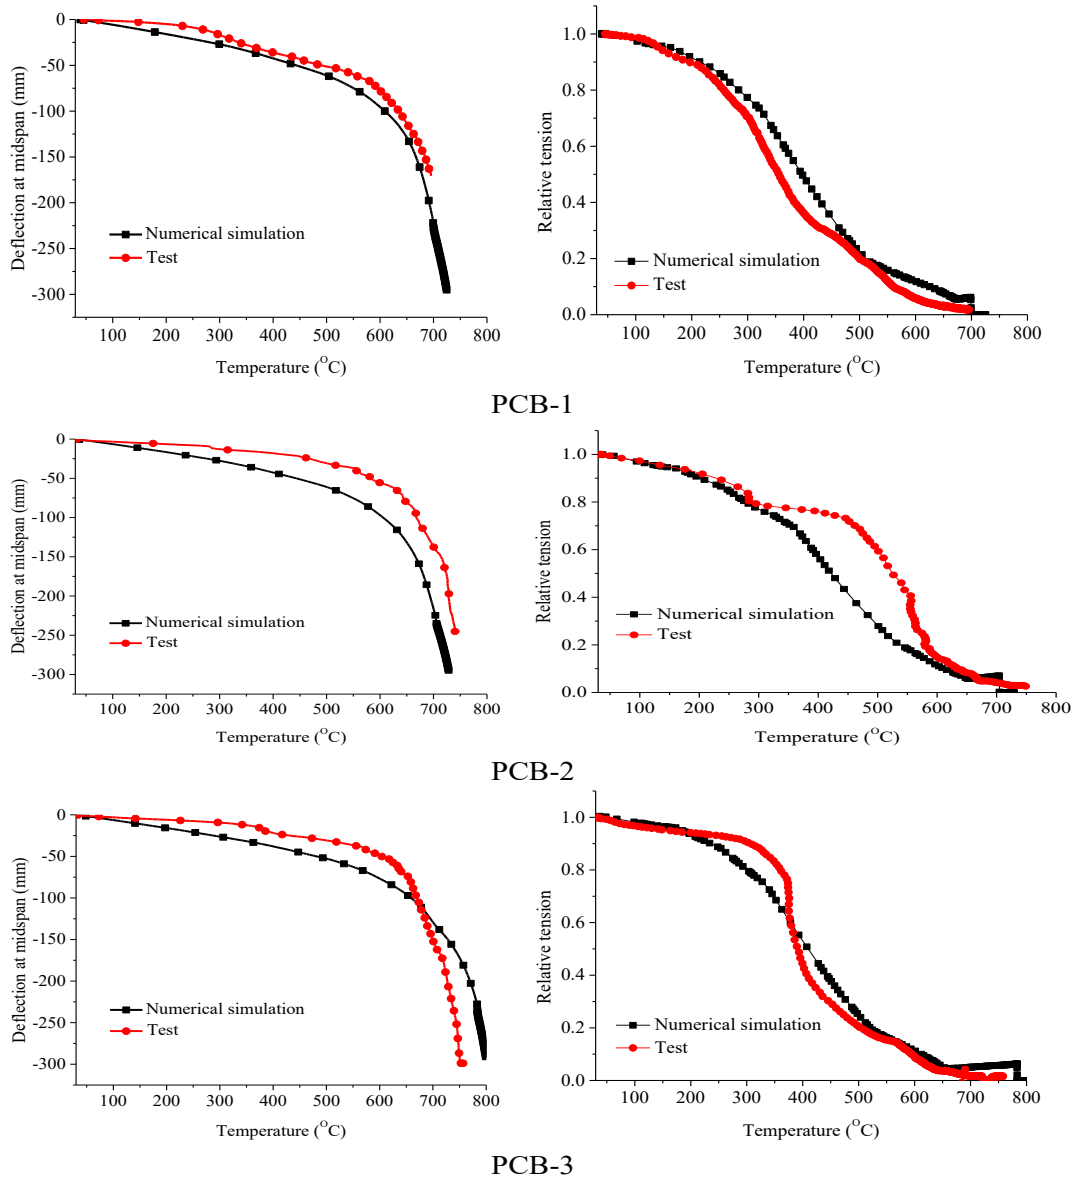 0
-50
-100
-150
-200
-250
-300
100 200 300 400 500 600 700 800
Deflection at midspan (mm)
Numerical simulation
Test
Temperature (°C)
1.0
0.8
0.6
0.4
0.2
0.0
100 200 300 400 500 600 700 800
Relative tension
Numerical simulation
Test
Temperature (°C)
PCB-1
0
-50
-100
-150
-200
-250
-300
100 200 300 400 500 600 700 800
Deflection at midspan (mm)
Numerical simulation
Test
Temperature (°C)
1.0
0.8
0.6
0.4
0.2
0.0
100 200 300 400 500 600 700 800
Relative tension
Numerical simulation
Test
Temperature (°C)
PCB-2
0
-50
-100
-150
-200
-250
-300
100 200 300 400 500 600 700 800
Deflection at midspan (mm)
Numerical simulation
Test
Temperature (°C)
1.0
0.8
0.6
0.4
0.2
0.0
100 200 300 400 500 600 700 800
Relative tension
Numerical simulation
Test
Temperature (°C)
PCB-3